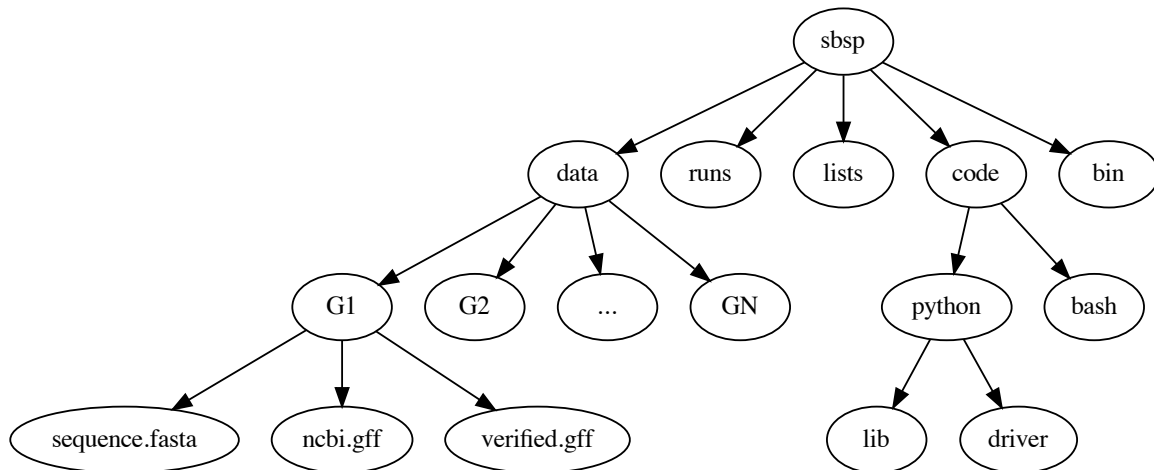 sbsp
data
runs
lists
code
bin
G1
G2
...
GN
python
bash
sequence.fasta
ncbi.gff
verified.gff
lib
driver